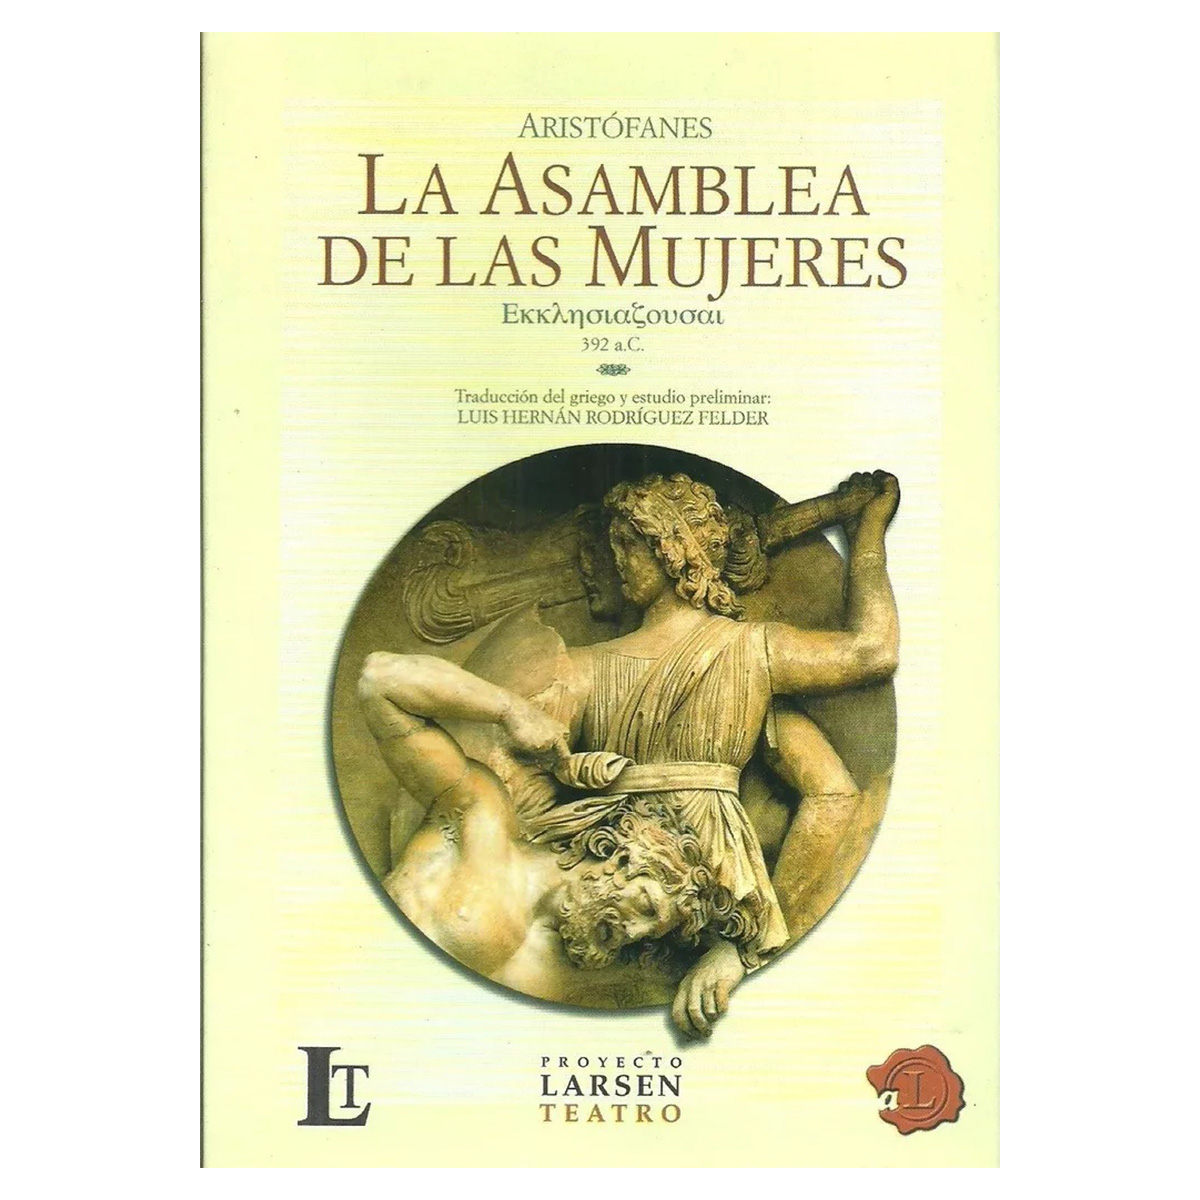 ARISTÓFANES
LA ASAMBLEA
DE LAS MUJERES
Εκκλησιαζουσαι
392 a.C.
Traducción del griego y estudio preliminar:
LUIS HERNÁN RODRÍGUEZ FELDER
LT
PROYECTO
LARSEN
TEATRO
aL